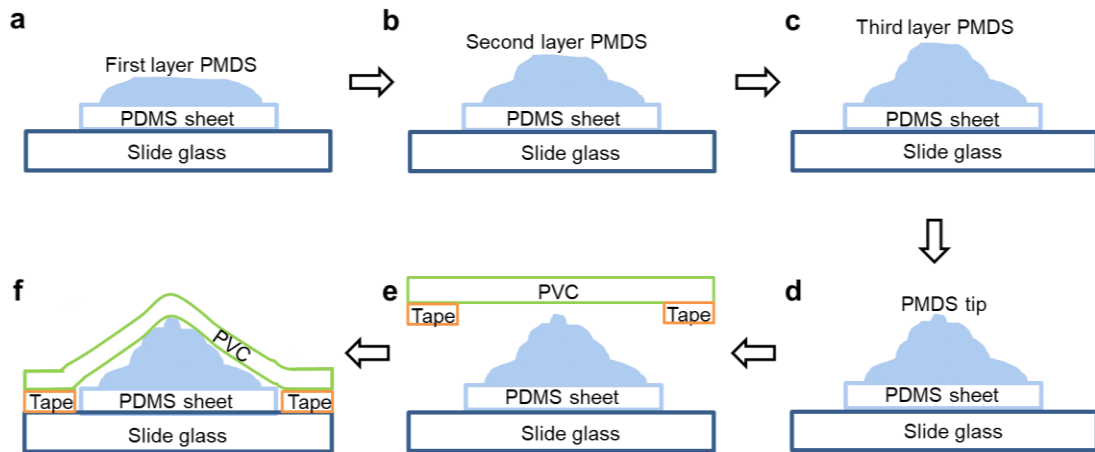 a
First layer PMDS
PDMS sheet
Slide glass
b
Second layer PMDS
PDMS sheet
Slide glass
c
Third layer PMDS
PDMS sheet
Slide glass
d
PMDS tip
PDMS sheet
Slide glass
e
PVC
Tape
Tape
PDMS sheet
Slide glass
f
PVC
Tape
PDMS sheet
Tape
Slide glass